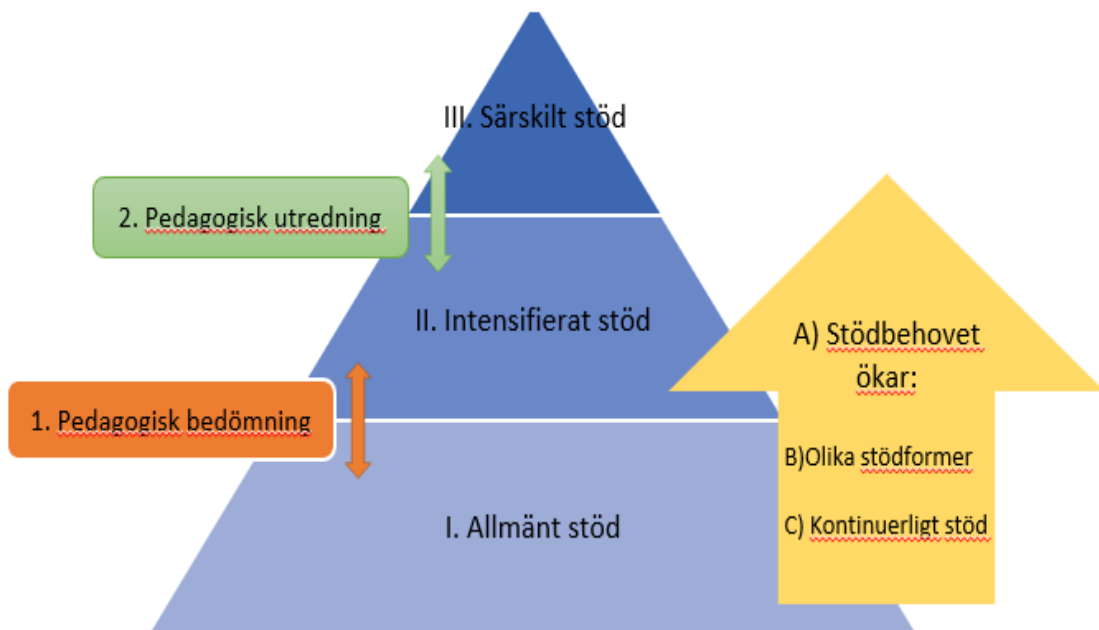 III. Särskilt stöd
2. Pedagogisk utredning
II. Intensifierat stöd
A) Stödbehovet
ökar:
1. Pedagogisk bedömning
B)Olika stödformer
I. Allmänt stöd
C) Kontinuerligt stöd